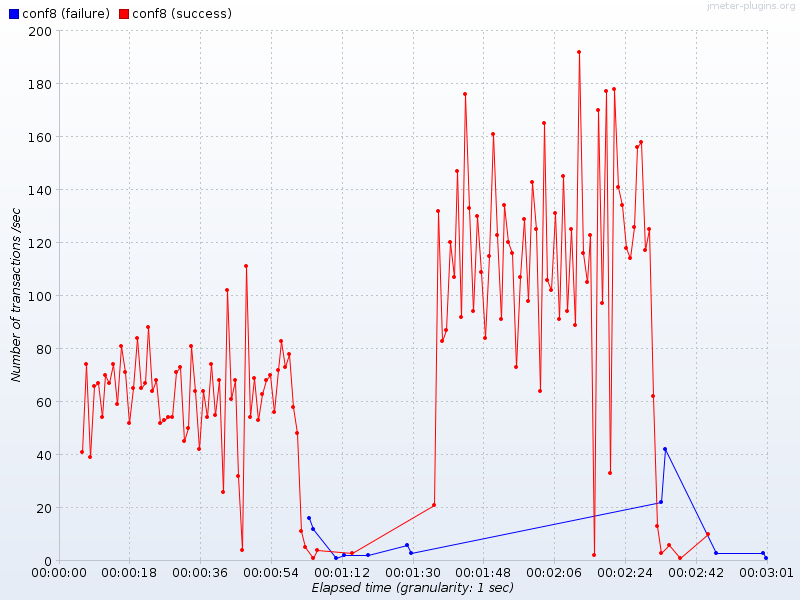 jmeter-plugins.org
conf8 (failure) conf8 (success)
200
180
160
140
120
100
80
60
40
20
0
Number of transactions /sec
00:00:00 00:00:18 00:00:36 00:00:54 00:01:12 00:01:30 00:01:48 00:02:06 00:02:24 00:02:42 00:03:01
Elapsed time (granularity: 1 sec)